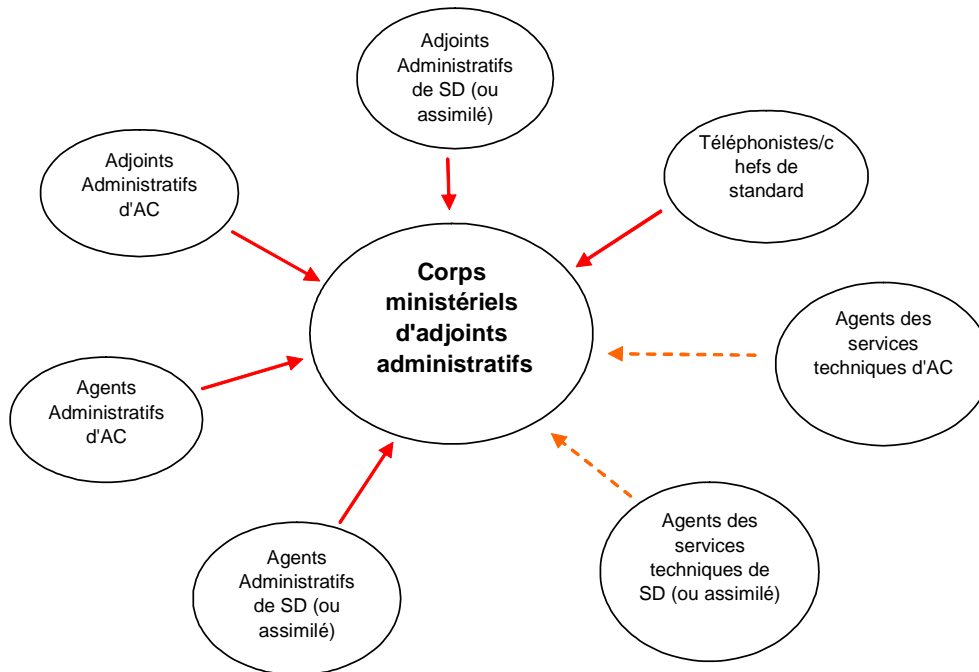 Adjoints
Administratifs
de SD (ou
assimilé)
Téléphonistes/c
hefs de
standard
Adjoints
Administratifs
d'AC
Corps
ministériels
d'adjoints
administratifs
Agents des
services
techniques d'AC
Agents
Administratifs
d'AC
Agents des
services
techniques de
SD (ou assimilé)
Agents
Administratifs
de SD (ou
assimilé)